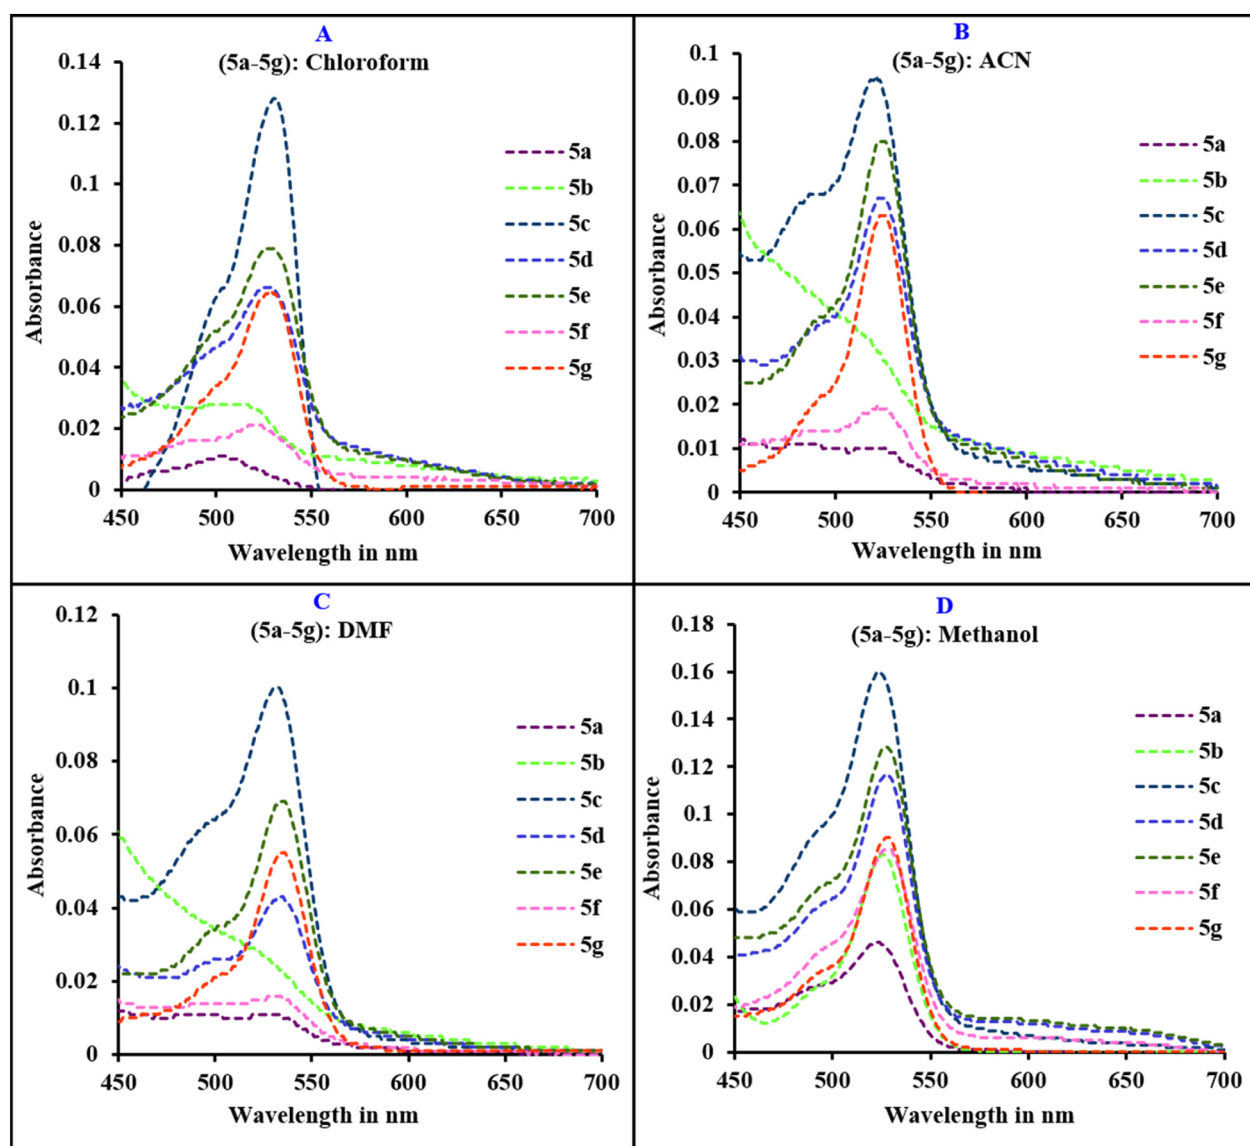 A
(5a-5g): Chloroform
0.14
0.12
0.1
0.08
0.06
0.04
0.02
0
Absorbance
450 500 550 600 650 700
Wavelength in nm
5a
5b
5c
5d
5e
5f
5g
B
(5a-5g): ACN
0.1
0.09
0.08
0.07
0.06
0.05
0.04
0.03
0.02
0.01
0
Absorbance
450 500 550 600 650 700
Wavelength in nm
5a
5b
5c
5d
5e
5f
5g
C
(5a-5g): DMF
0.12
0.1
0.08
0.06
0.04
0.02
0
Absorbance
450 500 550 600 650 700
Wavelength in nm
5a
5b
5c
5d
5e
5f
5g
D
(5a-5g): Methanol
0.18
0.16
0.14
0.12
0.1
0.08
0.06
0.04
0.02
0
Absorbance
450 500 550 600 650 700
Wavelength in nm
5a
5b
5c
5d
5e
5f
5g